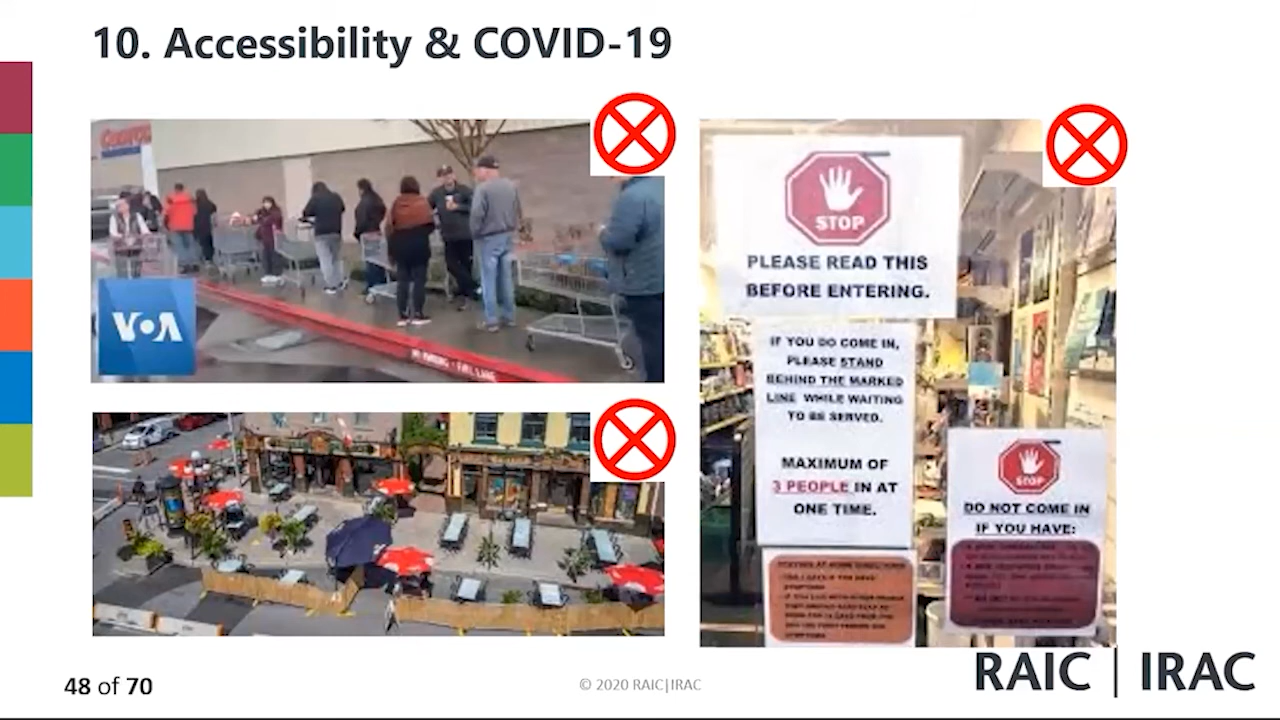 10. Accessibility & COVID-19
COSTCO
VOA
STOP
PLEASE READ THIS
BEFORE ENTERING.
IF YOU DO COME IN,
PLEASE STAND
BEHIND THE MARKED
LINE WHILE WAITING
TO BE SERVED.
MAXIMUM OF
3 PEOPLE IN AT
ONE TIME.
STOP
DO NOT COME IN
IF YOU HAVE:
48 of 70
© 2020 RAIC|IRAC
RAIC | IRAC